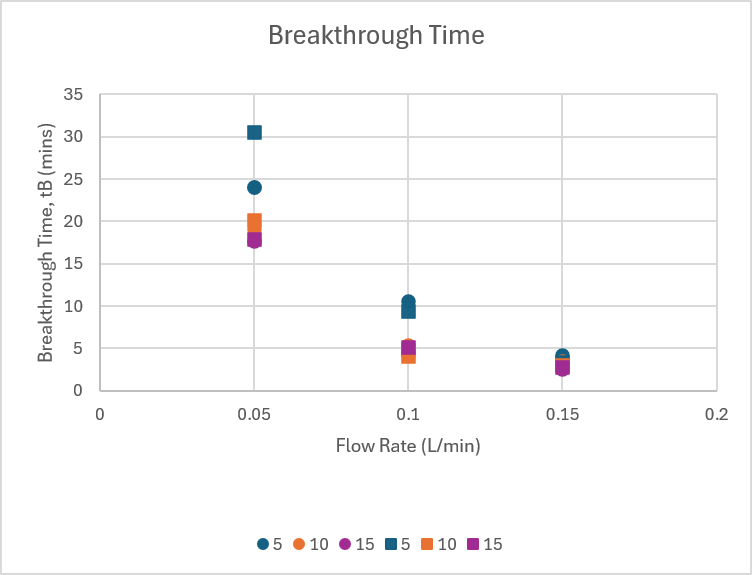 Breakthrough Time
Breakthrough Time, tB (mins)
35
30
25
20
15
10
5
0
0 0.05 0.1 0.15 0.2
Flow Rate (L/min)
5 10 15 5 10 15